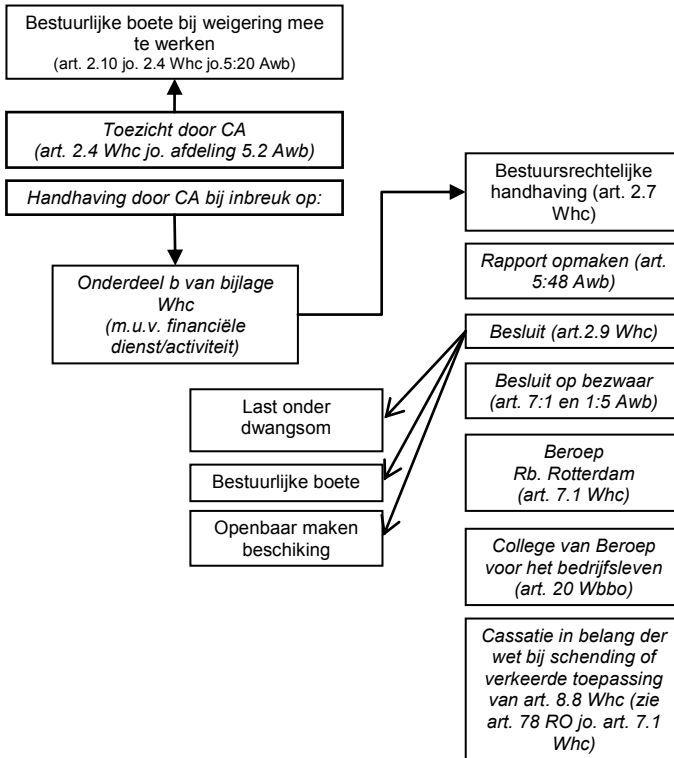 Bestuurlijke boete bij weigering mee
te werken
(art. 2.10 jo. 2.4 Whc jo.5:20 Awb)
Toezicht door CA
(art. 2.4 Whc jo. afdeling 5.2 Awb)
Handhaving door CA bij inbreuk op:
Onderdeel b van bijlage
Whc
(m.u.v. financiële
dienst/activiteit)
Bestuursrechtelijke
handhaving (art. 2.7
Whc)
Rapport opmaken (art.
5:48 Awb)
Besluit (art.2.9 Whc)
Last onder
dwangsom
Bestuurlijke boete
Openbaar maken
beschiking
Besluit op bezwaar
(art. 7:1 en 1:5 Awb)
Beroep
Rb. Rotterdam
(art. 7.1 Whc)
College van Beroep
voor het bedrijfsleven
(art. 20 Wbbo)
Cassatie in belang der
wet bij schending of
verkeerde toepassing
van art. 8.8 Whc (zie
art. 78 RO jo. art. 7.1
Whc)